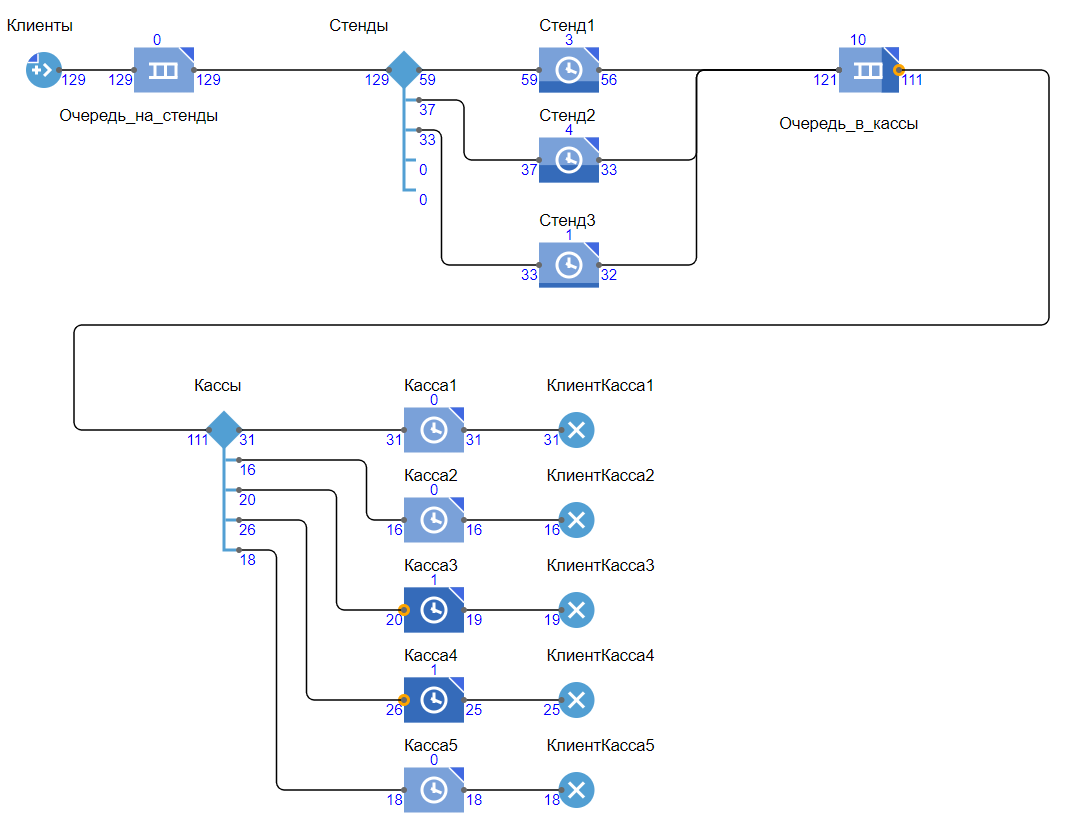 Клиенты
Стенды
Стенд1
0
3
10
129
129
129
129
59
59
56
121
111
Очередь_на_стенды
37
Стенд2
4
Очередь_в_кассы
33
0
37
33
0
Стенд3
1
33
32
Кассы
Касса1
КлиентКасса1
0
111
31
31
31
31
16
Касса2
КлиентКасса2
0
20
26
16
16
16
18
Касса3
КлиентКасса3
1
20
19
19
Касса4
КлиентКасса4
1
26
25
25
Касса5
КлиентКасса5
0
18
18
18